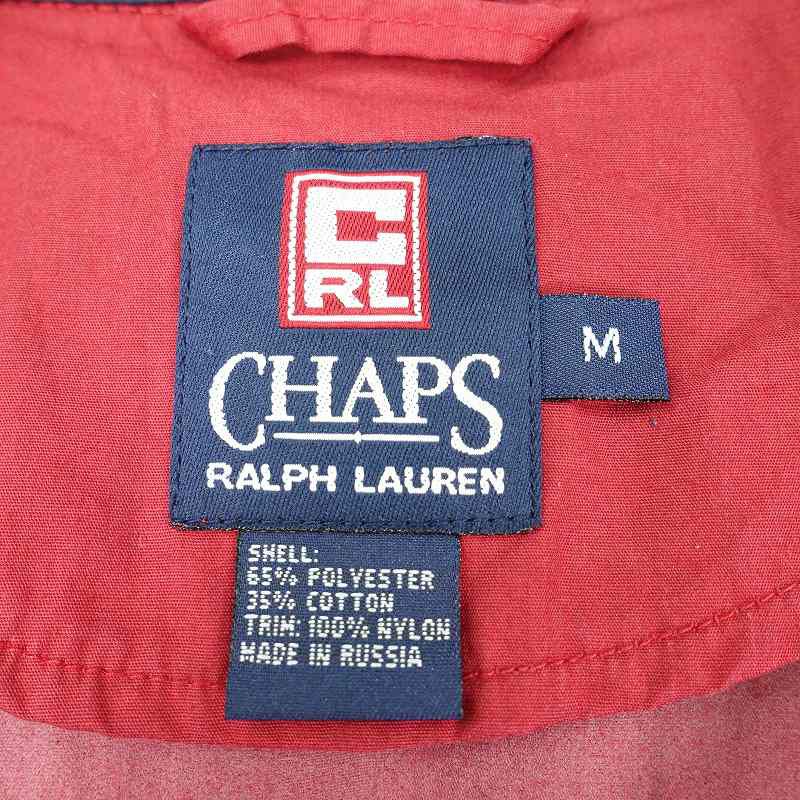 C
RL
CHAPS
RALPH LAUREN
M
SHELL:
65% POLYESTER
35% COTTON
TRIM: 100% NYLON
MADE IN RUSSIA